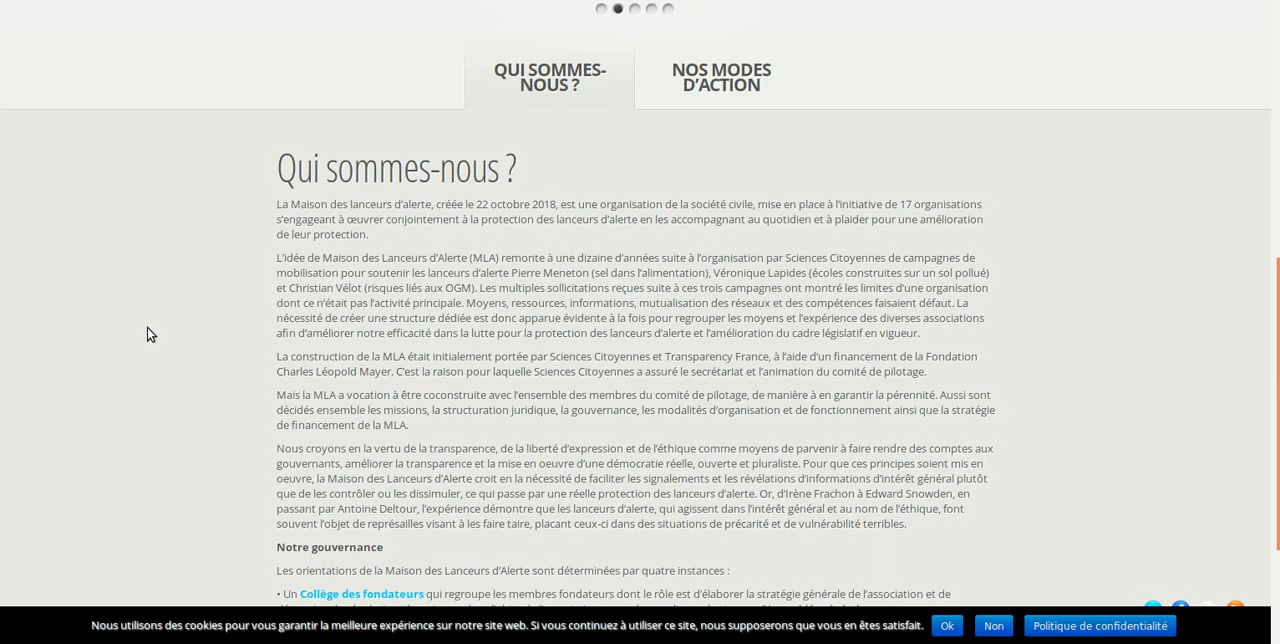 QUI SOMMES-
NOUS ?
NOS MODES
D’ACTION
Qui sommes-nous ?
La Maison des lanceurs d’alerte, créée le 22 octobre 2018, est une organisation de la société civile, mise en place à l’initiative de 17 organisations
s’engageant à œuvrer conjointement à la protection des lanceurs d’alerte en les accompagnant au quotidien et à plaider pour une amélioration
de leur protection.
L’idée de Maison des Lanceurs d’Alerte (MLA) remonte à une dizaine d’années suite à l’organisation par Sciences Citoyennes de campagnes de
mobilisation pour soutenir les lanceurs d’alerte Pierre Meneton (sel dans l’alimentation), Véronique Lapides (écoles construites sur un sol pollué)
et Christian Vélot (risques liés aux OGM). Les multiples sollicitations reçues suite à ces trois campagnes ont montré les limites d’une organisation
dont ce n’était pas l’activité principale. Moyens, ressources, informations, mutualisation des réseaux et des compétences faisaient défaut. La
nécessité de créer une structure dédiée est donc apparue évidente à la fois pour regrouper les moyens et l’expérience des diverses associations
afin d’améliorer notre efficacité dans la lutte pour la protection des lanceurs d’alerte et l’amélioration du cadre législatif en vigueur.
La construction de la MLA était initialement portée par Sciences Citoyennes et Transparency France, à l’aide d’un financement de la Fondation
Charles Léopold Mayer. C’est la raison pour laquelle Sciences Citoyennes a assuré le secrétariat et l’animation du comité de pilotage.
Mais la MLA a vocation à être coconstruite avec l’ensemble des membres du comité de pilotage, de manière à en garantir la pérennité. Aussi sont
décidés ensemble les missions, la structuration juridique, la gouvernance, les modalités d’organisation et de fonctionnement ainsi que la stratégie
de financement de la MLA.
Nous croyons en la vertu de la transparence, de la liberté d’expression et de l’éthique comme moyens de parvenir à faire rendre des comptes aux
gouvernants, améliorer la transparence et la mise en oeuvre d’une démocratie réelle, ouverte et pluraliste. Pour que ces principes soient mis en
oeuvre, la Maison des Lanceurs d’Alerte croit en la nécessité de faciliter les signalements et les révélations d’informations d’intérêt général plutôt
que de les contrôler ou les dissimuler, ce qui passe par une réelle protection des lanceurs d’alerte. Or, d’Irène Frachon à Edward Snowden, en
passant par Antoine Deltour, l’expérience démontre que les lanceurs d’alerte, qui agissent dans l’intérêt général et au nom de l’éthique, font
souvent l’objet de représailles visant à les faire taire, placant ceux-ci dans des situations de précarité et de vulnérabilité terribles.
Notre gouvernance
Les orientations de la Maison des Lanceurs d’Alerte sont déterminées par quatre instances :
• Un Collège des fondateurs qui regroupe les membres fondateurs dont le rôle est d’élaborer la stratégie générale de l’association et de
Nous utilisons des cookies pour vous garantir la meilleure expérience sur notre site web. Si vous continuez à utiliser ce site, nous supposerons que vous en êtes satisfait. Ok Non Politique de confidentialité